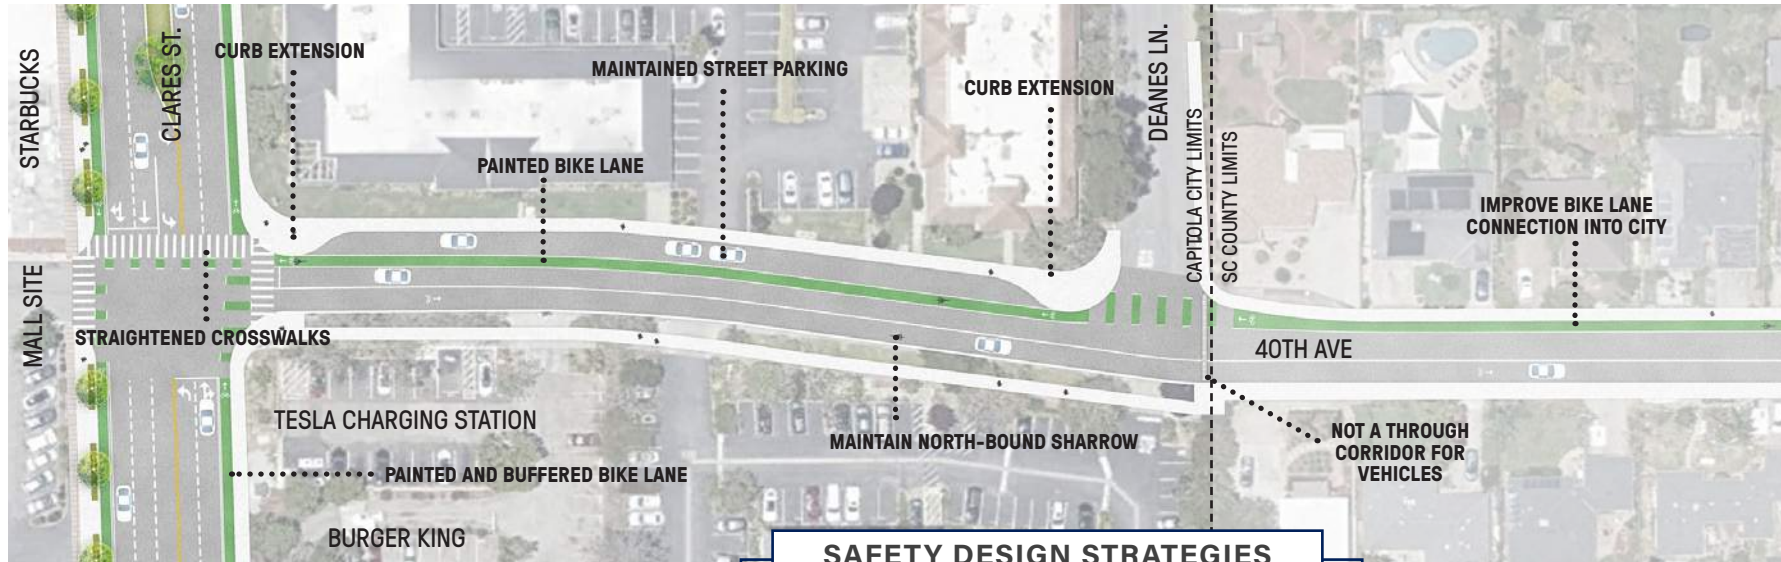 STARBUCKS
CLARES ST.
CURB EXTENSION
MAINTAINED STREET PARKING
CURB EXTENSION
DEANES LN.
PAINTED BIKE LANE
CAPITOLA CITY LIMITS
SC COUNTY LIMITS
IMPROVE BIKE LANE
CONNECTION INTO CITY
MALL SITE
STRAIGHTENED CROSSWALKS
40TH AVE
TESLA CHARGING STATION
MAINTAIN NORTH-BOUND SHARROW
NOT A THROUGH
CORRIDOR FOR
VEHICLES
PAINTED AND BUFFERED BIKE LANE
BURGER KING
SAFETY DESIGN STRATEGIES